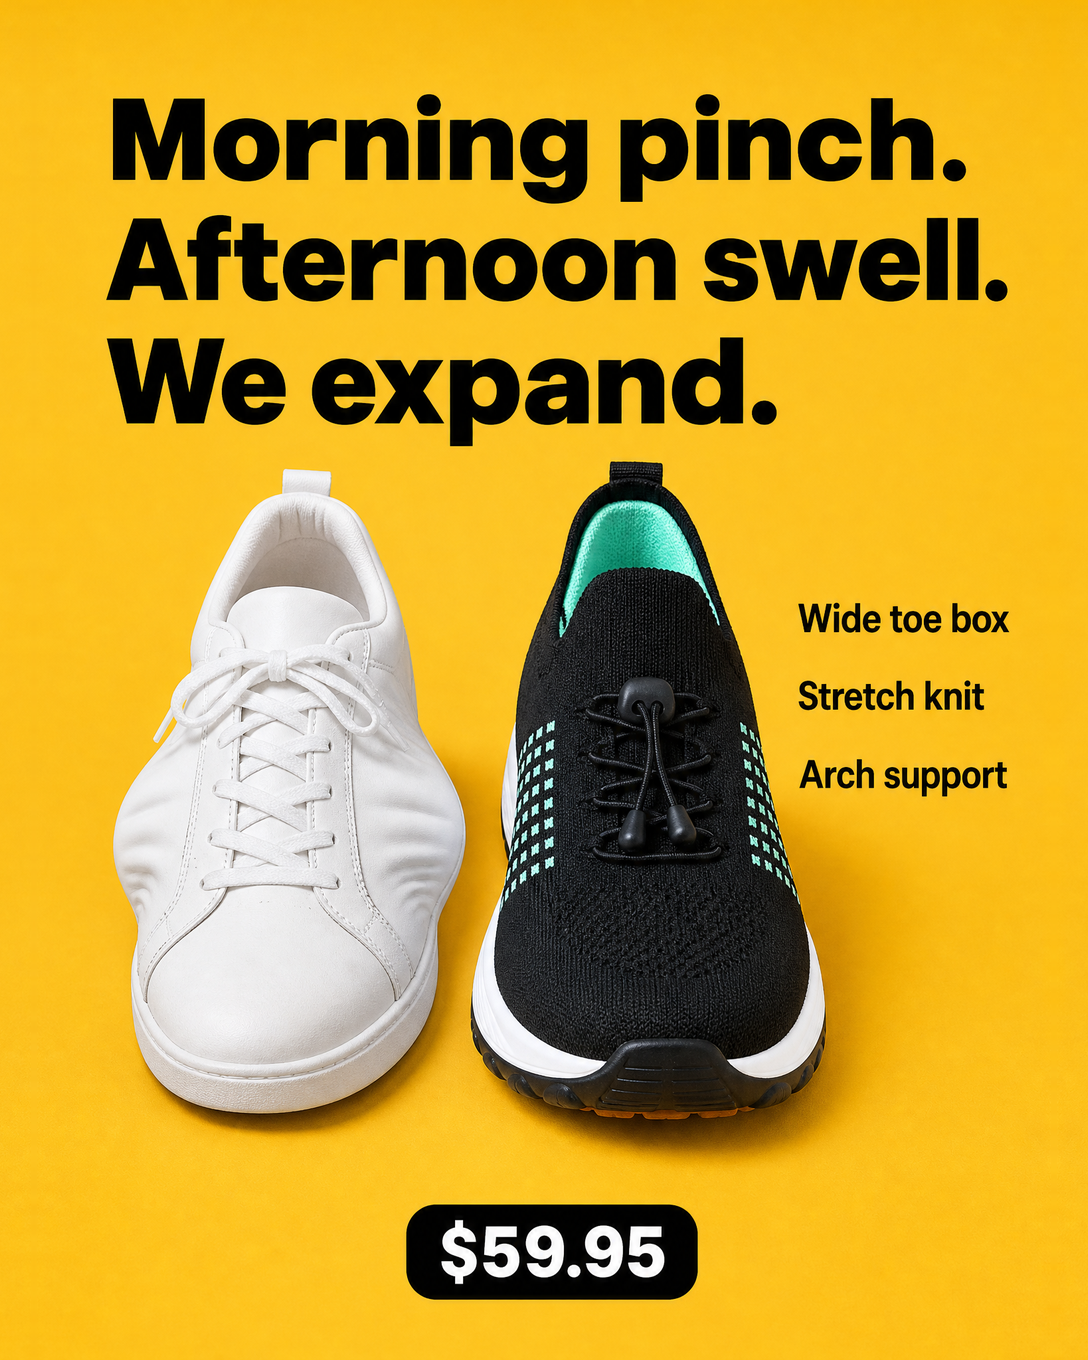 Morning pinch.
Afternoon swell.
We expand.
Wide toe box
Stretch knit
Arch support
$59.95